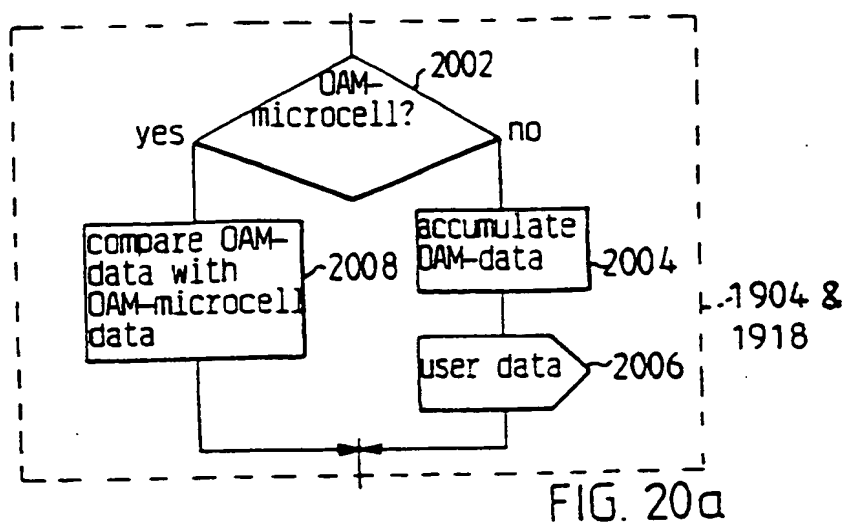 2002
OAM-
microcell?
yes
no
compare OAM-
data with
OAM-microcell
data
2008
accumulate
OAM-data
2004
user data
2006
1904 &
1918
FIG. 20a